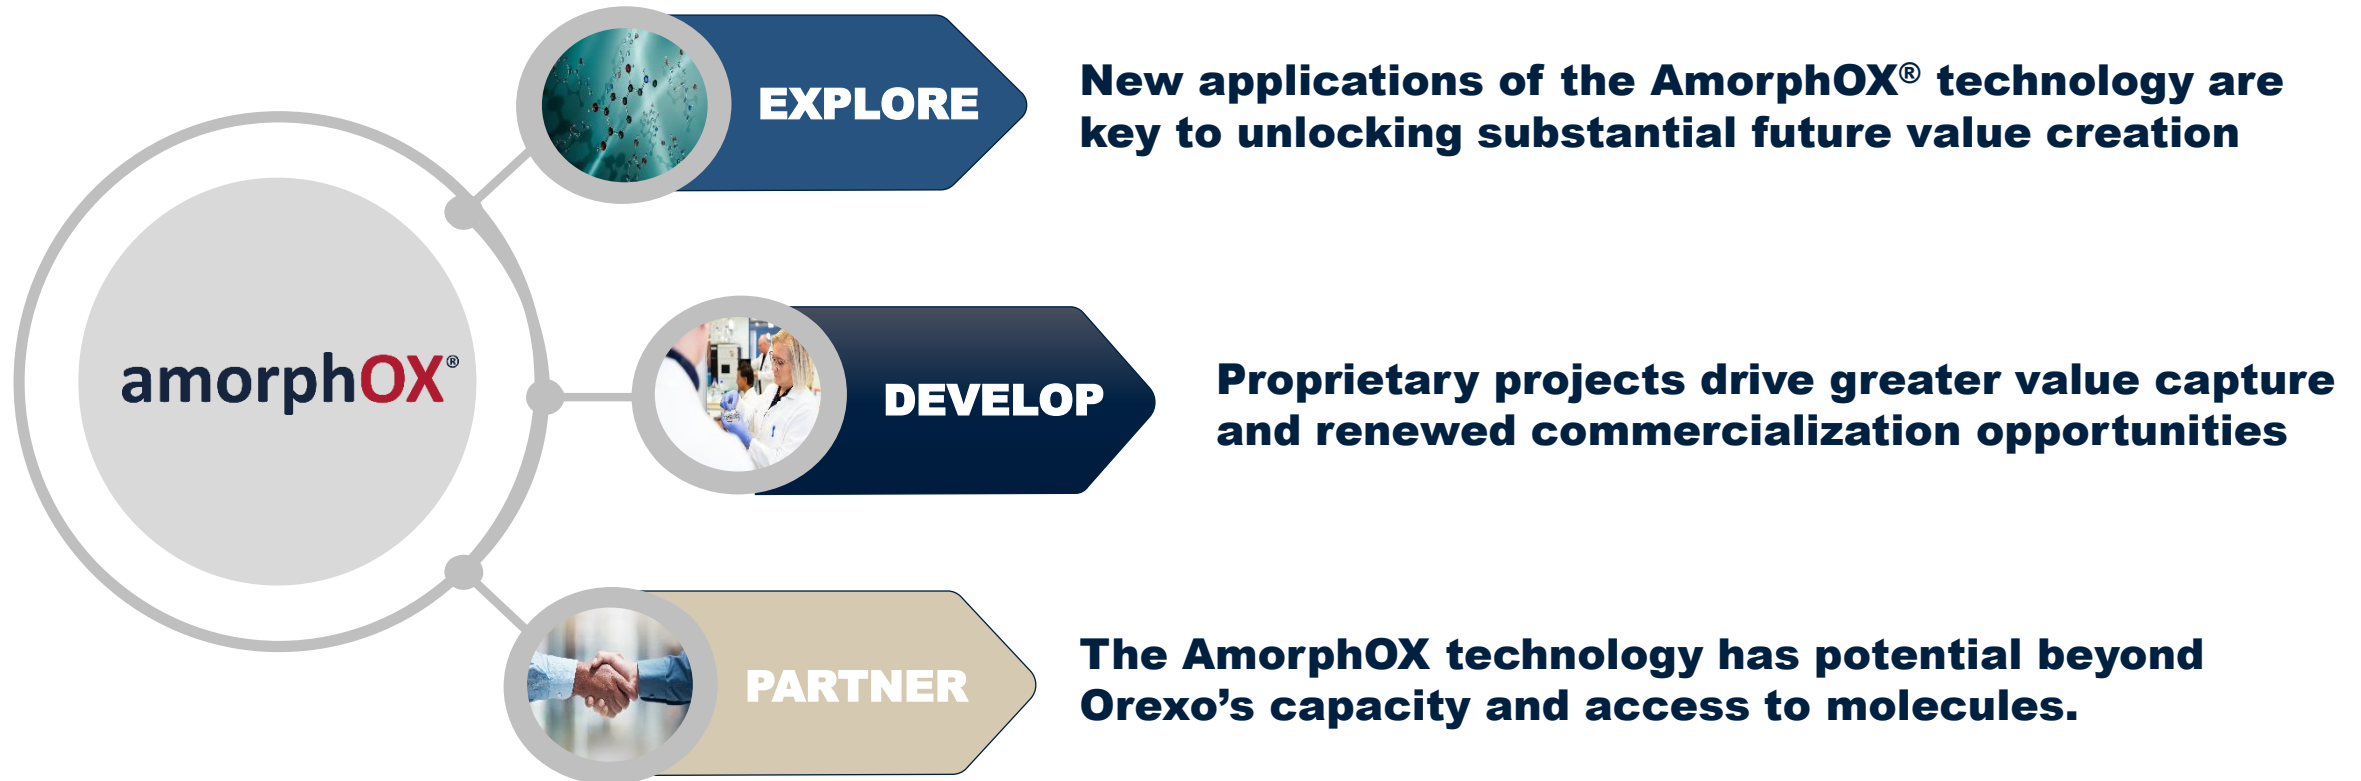 EXPLORE
New applications of the AmorphOX® technology are
key to unlocking substantial future value creation
amorphOX®
DEVELOP
Proprietary projects drive greater value capture
and renewed commercialization opportunities
PARTNER
The AmorphOX technology has potential beyond
Orexo’s capacity and access to molecules.